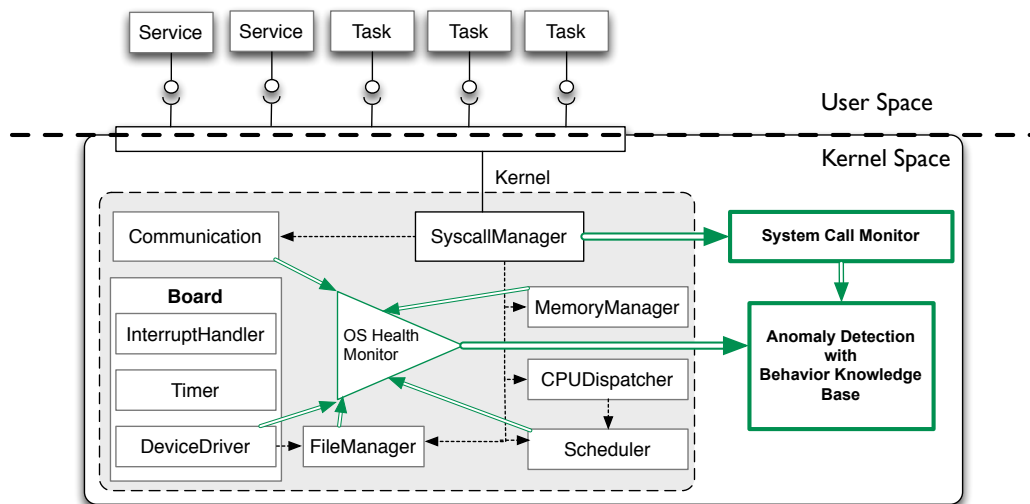 Service
Service
Task
Task
Task
User Space
Kernel Space
Kernel
Communication
SyscallManager
System Call Monitor
Board
InterruptHandler
Timer
DeviceDriver
OS Health
Monitor
FileManager
MemoryManager
CPUDispatcher
Scheduler
Anomaly Detection
with
Behavior Knowledge
Base